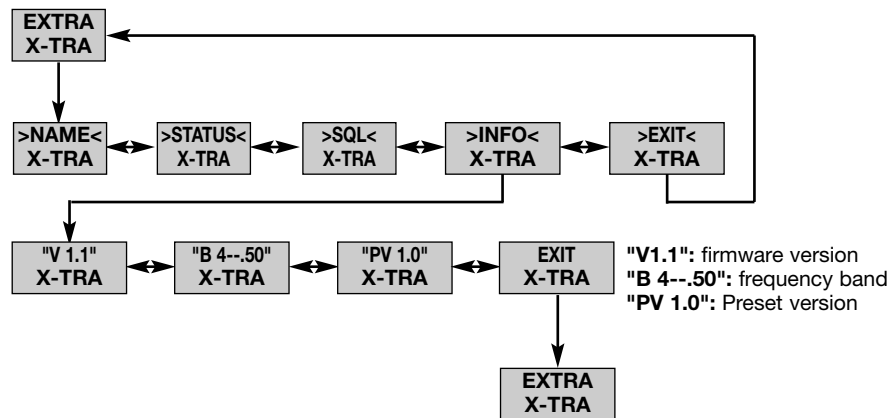 EXTRA
X-TRA
>NAME<
X-TRA
>STATUS<
X-TRA
>SQL<
X-TRA
>INFO<
X-TRA
>EXIT<
X-TRA
"V 1.1"
X-TRA
"B 4--.50"
X-TRA
"PV 1.0"
X-TRA
EXIT
X-TRA
"V1.1": firmware version
"B 4--.50": frequency band
"PV 1.0": Preset version
EXTRA
X-TRA